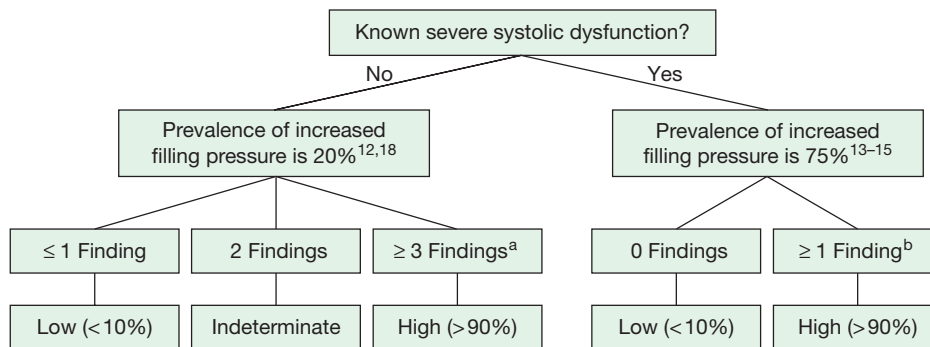 Known severe systolic dysfunction?
No
Yes
Prevalence of increased
filling pressure is 20%12,18
Prevalence of increased
filling pressure is 75%13–15
≤ 1 Finding
2 Findings
≥ 3 Findingsa
0 Findings
≥ 1 Findingb
Low (<10%)
Indeterminate
High (>90%)
Low (<10%)
High (>90%)